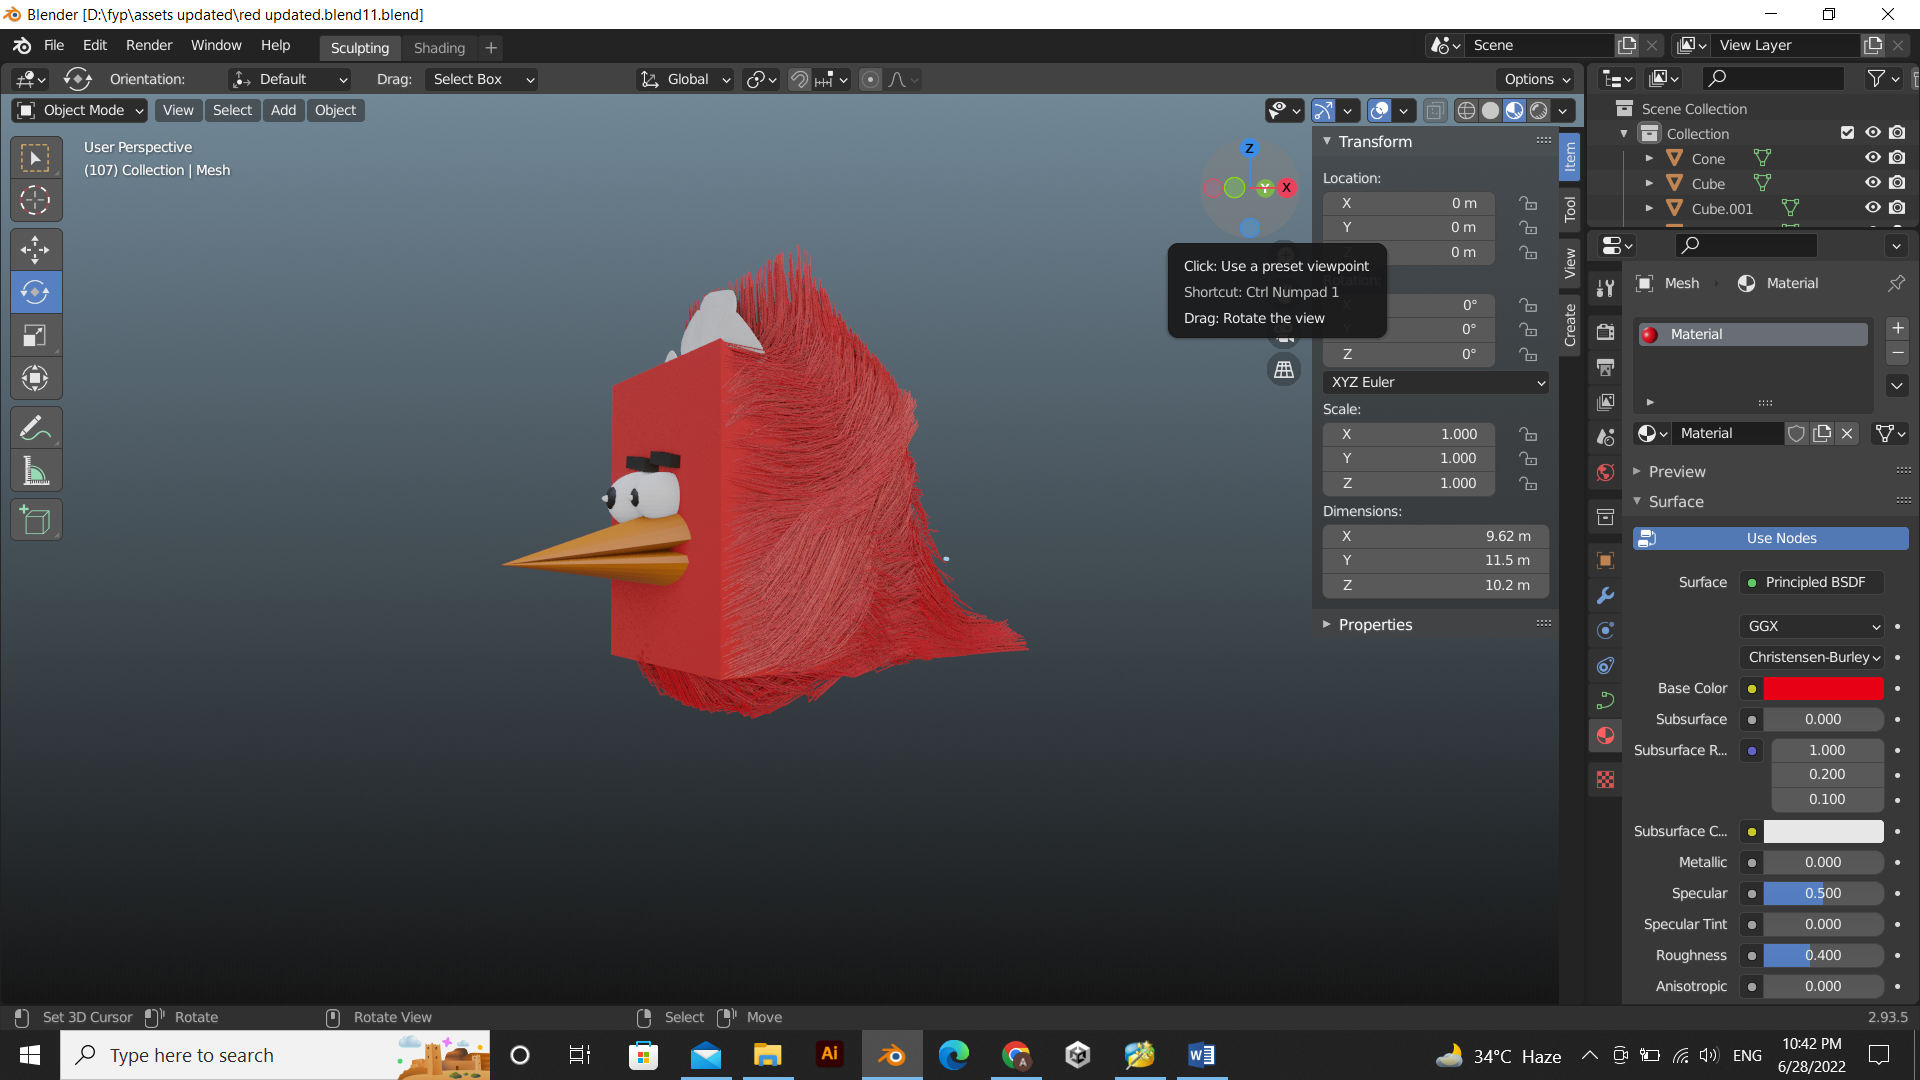 Blender [D:\fyp\assets updated\red updated.blend11.blend]
File Edit Render Window Help Sculpting Shading Scene View Layer
Orientation: Default Drag: Select Box Global Options
Object Mode View Select Add Object
User Perspective
(107) Collection | Mesh
Z
Y
X
Click: Use a preset viewpoint
Shortcut: Ctrl Numpad 1
Drag: Rotate the view
Transform
Location:
X 0 m
Y 0 m
Z 0 m
X 0°
Y 0°
Z 0°
XYZ Euler
Scale:
X 1.000
Y 1.000
Z 1.000
Dimensions:
X 9.62 m
Y 11.5 m
Z 10.2 m
Properties
Item
Tool
View
Create
Scene Collection
Collection
Cone
Cube
Cube.001
Mesh Material
Material
Material
Preview
Surface
Use Nodes
Surface Principled BSDF
GGX
Christensen-Burley
Base Color
Subsurface 0.000
Subsurface R... 1.000
0.200
0.100
Subsurface C...
Metallic 0.000
Specular 0.500
Specular Tint 0.000
Roughness 0.400
Anisotropic 0.000
Set 3D Cursor Rotate Rotate View Select Move 2.93.5
Type here to search
Ai
A
W
34°C Haze
ENG
10:42 PM
6/28/2022